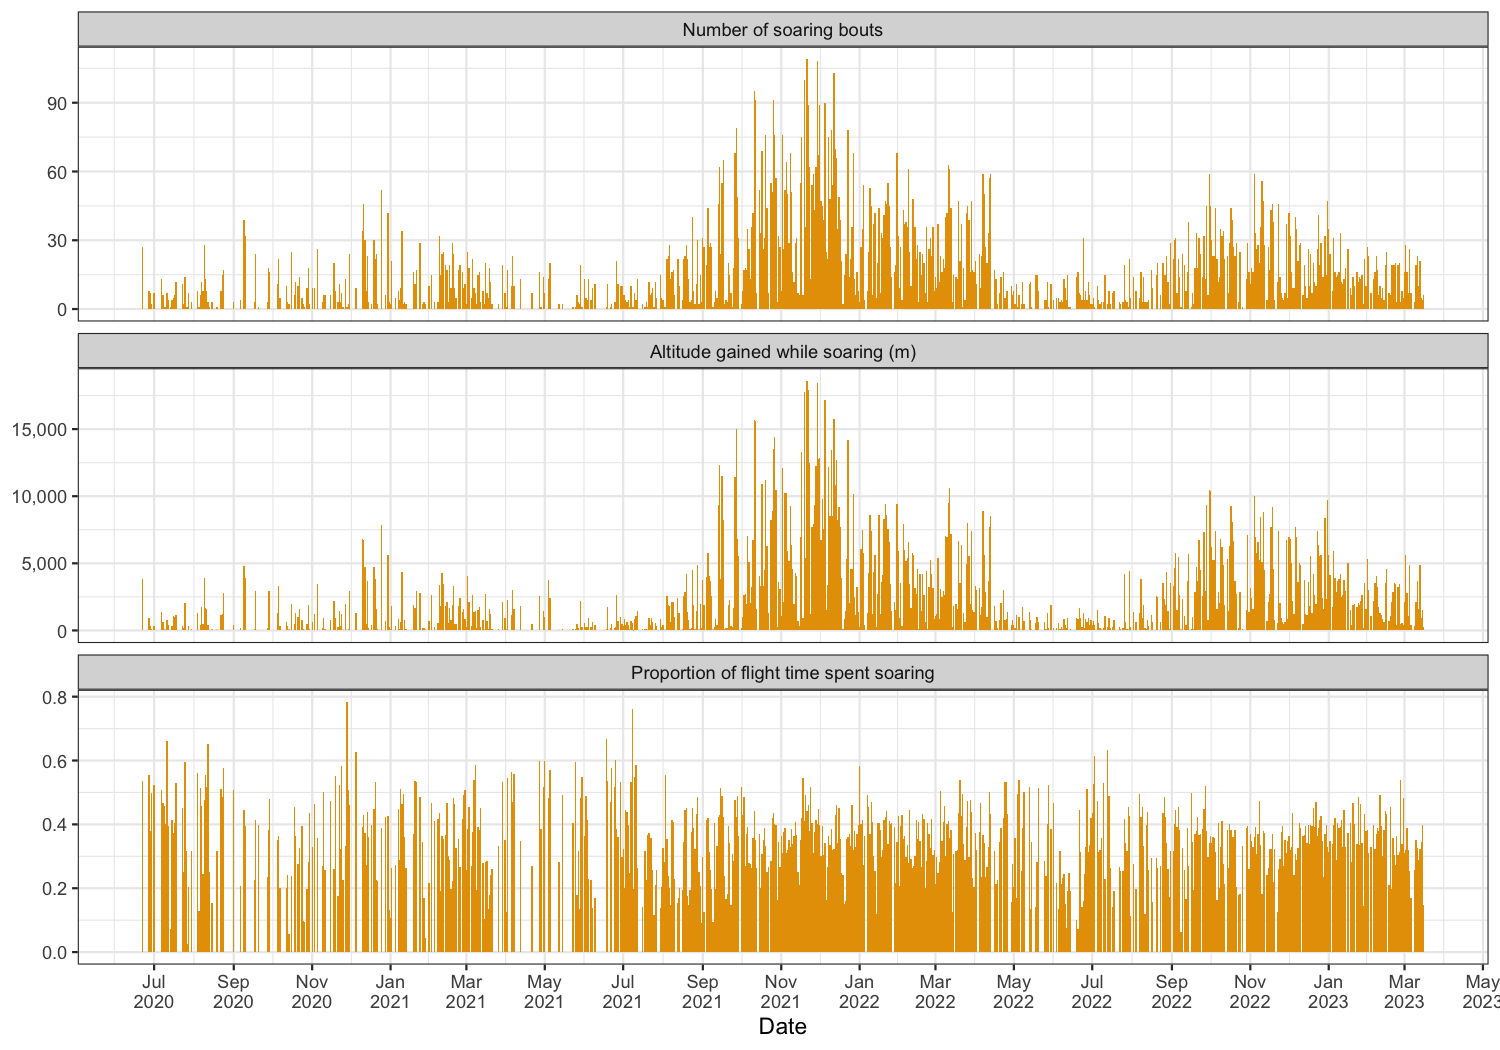 Number of soaring bouts
90
60
30
0
Altitude gained while soaring (m)
15,000
10,000
5,000
0
Proportion of flight time spent soaring
0.8
0.6
0.4
0.2
0.0
Jul Sep Nov Jan Mar May Jul Sep Nov Jan Mar May Jul Sep Nov Jan Mar May
2020 2020 2020 2021 2021 2021 2021 2021 2021 2022 2022 2022 2022 2022 2022 2023 2023 2023
Date